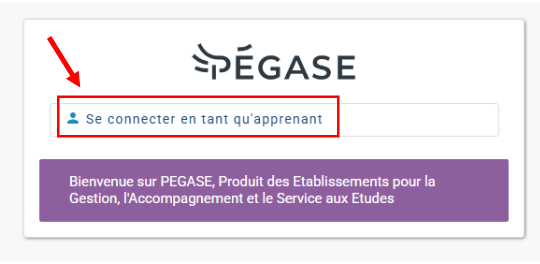 PÉGASE
Se connecter en tant qu'apprenant
Bienvenue sur PEGASE, Produit des Etablissements pour la
Gestion, l'Accompagnement et le Service aux Etudes